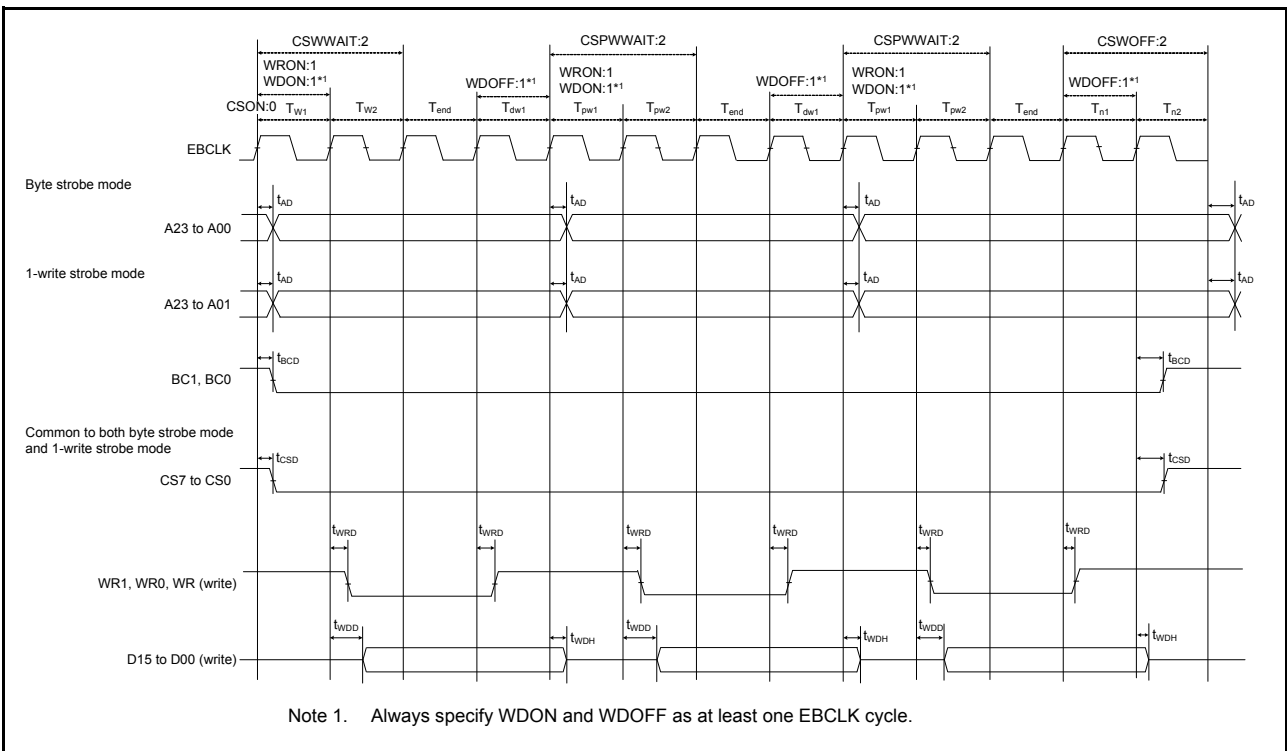 CSWWAIT:2 CSPWWAIT:2 CSPWWAIT:2 CSWOFF:2
WRON:1 WRON:1 WRON:1
WDON:1*1 WDOFF:1*1 WDON:1*1 WDOFF:1*1 WDON:1*1 WDOFF:1*1
CSON:0 TW1 TW2 Tend Tdw1 Tpw1 Tpw2 Tend Tdw1 Tpw1 Tpw2 Tend Tn1 Tn2
EBCLK
Byte strobe mode
tAD tAD tAD tAD
A23 to A00
1-write strobe mode
tAD tAD tAD tAD
A23 to A01
tBCD tBCD
BC1, BC0
Common to both byte strobe mode
and 1-write strobe mode
tCSD tCSD
CS7 to CS0
tWRD tWRD tWRD tWRD tWRD tWRD
WR1, WR0, WR (write)
tWDD tWDH tWDD tWDH tWDD tWDH
D15 to D00 (write)
Note 1. Always specify WDON and WDOFF as at least one EBCLK cycle.